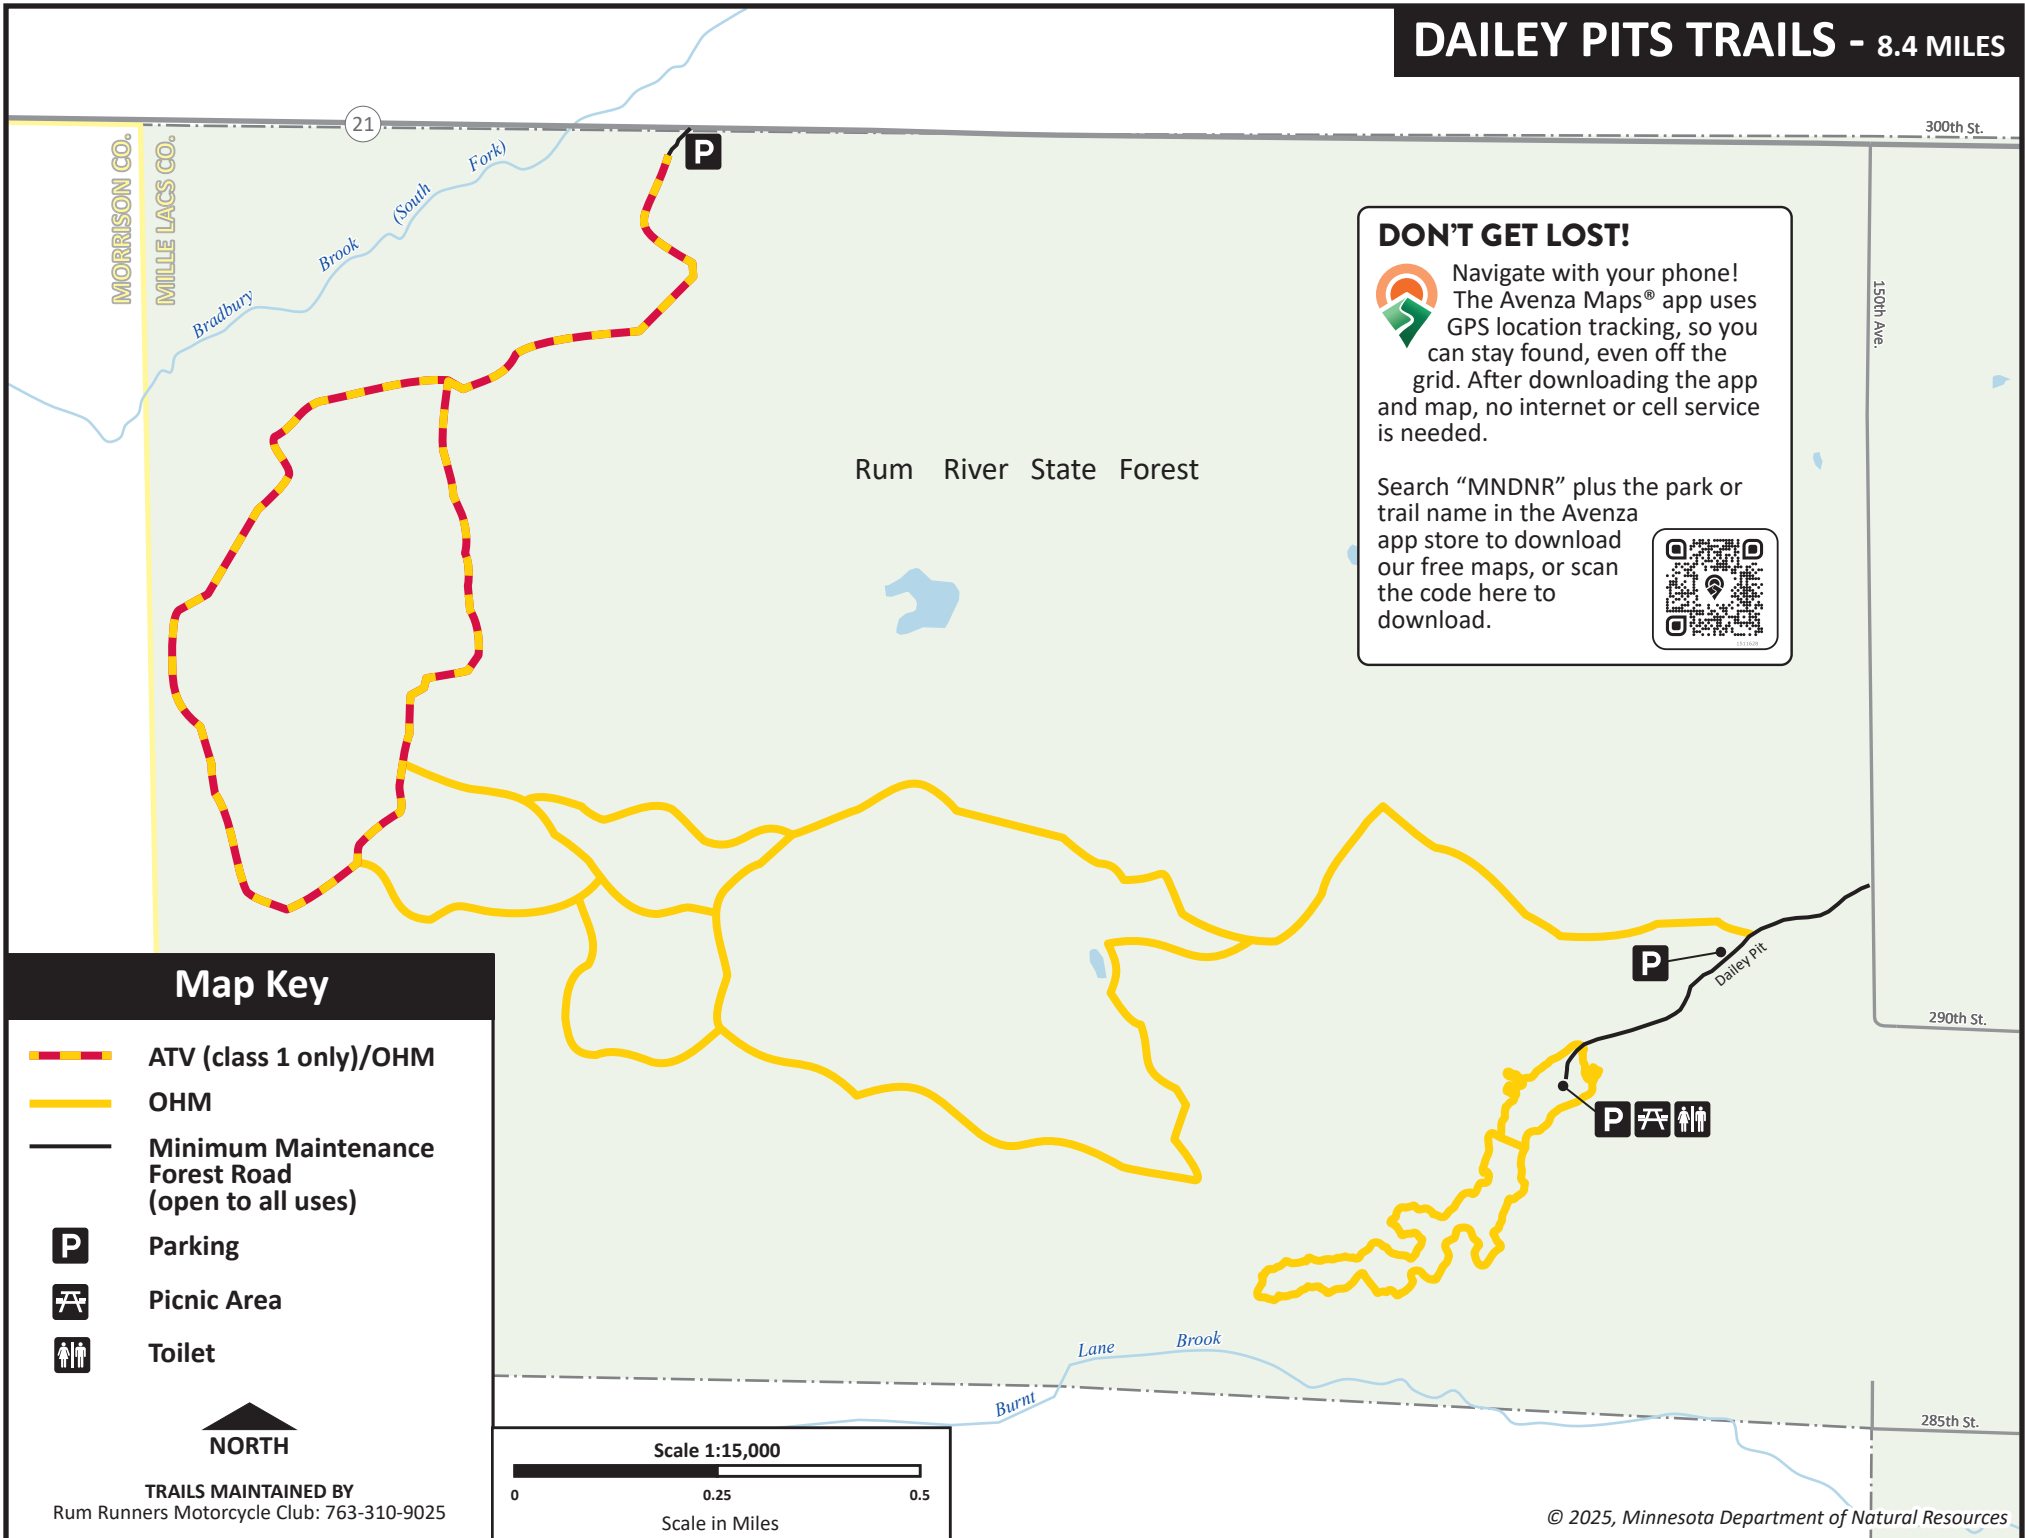 DAILEY PITS TRAILS - 8.4 MILES
21
300th St.
P
MORRISON CO.
MILLE LACS CO.
Bradbury Brook (South Fork)
150th Ave.
DON'T GET LOST!
Navigate with your phone!
The Avenza Maps® app uses
GPS location tracking, so you
can stay found, even off the
grid. After downloading the app
and map, no internet or cell service
is needed.
Search “MNDNR” plus the park or
trail name in the Avenza
app store to download
our free maps, or scan
the code here to
download.
Rum River State Forest
P
Dailey Pit
290th St.
P
Map Key
ATV (class 1 only)/OHM
OHM
Minimum Maintenance
Forest Road
(open to all uses)
P Parking
Picnic Area
Toilet
NORTH
TRAILS MAINTAINED BY
Rum Runners Motorcycle Club: 763-310-9025
Burnt Lane Brook
285th St.
Scale 1:15,000
0 0.25 0.5
Scale in Miles
© 2025, Minnesota Department of Natural Resources